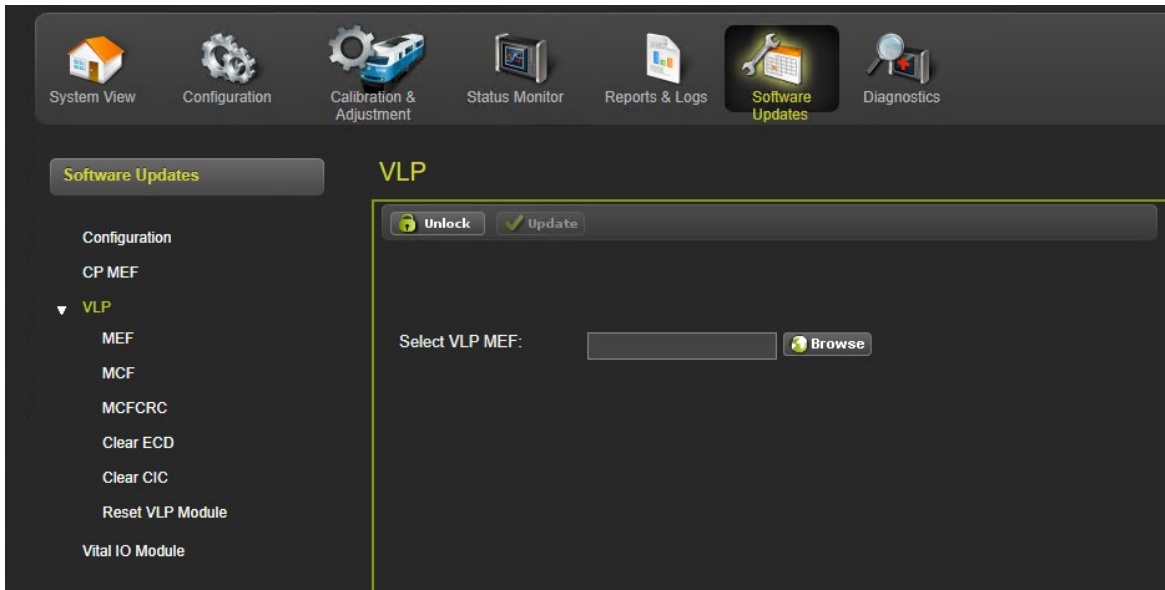 System View
Configuration
Calibration &
Adjustment
Status Monitor
Reports & Logs
Software
Updates
Diagnostics
Software Updates
Configuration
CP MEF
VLP
MEF
MCF
MCFCRC
Clear ECD
Clear CIC
Reset VLP Module
Vital IO Module
VLP
Unlock
Update
Select VLP MEF:
Browse